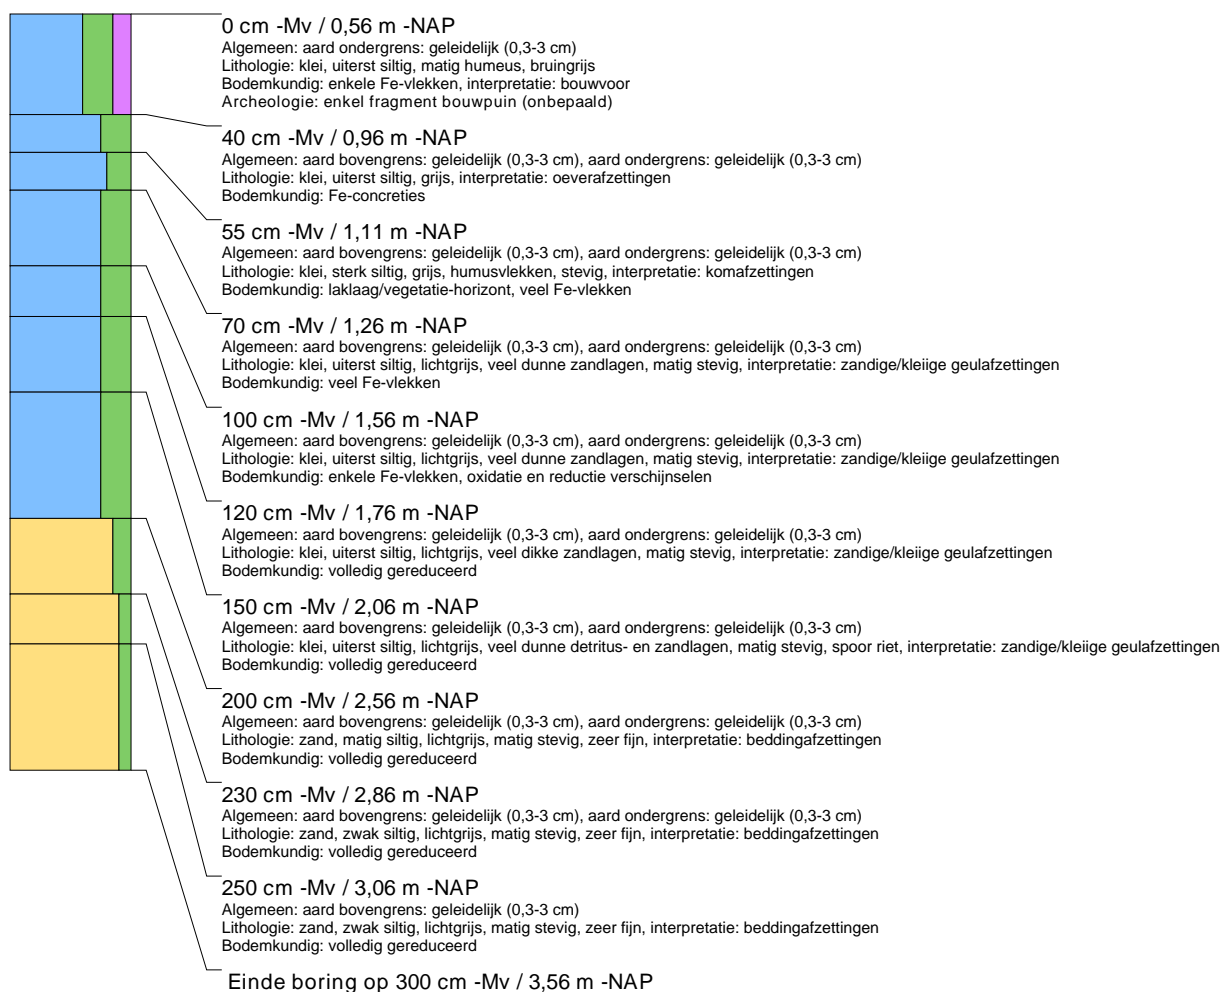 0 cm -Mv / 0,56 m -NAP
Algemeen: aard ondergrens: geleidelijk (0,3-3 cm)
Lithologie: klei, uiterst siltig, matig humeus, bruingrijs
Bodemkundig: enkele Fe-vlekken, interpretatie: bouwvoor
Archeologie: enkel fragment bouwpuin (onbepaald)
40 cm -Mv / 0,96 m -NAP
Algemeen: aard bovengrens: geleidelijk (0,3-3 cm), aard ondergrens: geleidelijk (0,3-3 cm)
Lithologie: klei, uiterst siltig, grijs, interpretatie: oeverafzettingen
Bodemkundig: Fe-concreties
55 cm -Mv / 1,11 m -NAP
Algemeen: aard bovengrens: geleidelijk (0,3-3 cm), aard ondergrens: geleidelijk (0,3-3 cm)
Lithologie: klei, sterk siltig, grijs, humusvlekken, stevig, interpretatie: komafzettingen
Bodemkundig: laklaag/vegetatie-horizont, veel Fe-vlekken
70 cm -Mv / 1,26 m -NAP
Algemeen: aard bovengrens: geleidelijk (0,3-3 cm), aard ondergrens: geleidelijk (0,3-3 cm)
Lithologie: klei, uiterst siltig, lichtgrijs, veel dunne zandlagen, matig stevig, interpretatie: zandige/kleiige geulafzettingen
Bodemkundig: veel Fe-vlekken
100 cm -Mv / 1,56 m -NAP
Algemeen: aard bovengrens: geleidelijk (0,3-3 cm), aard ondergrens: geleidelijk (0,3-3 cm)
Lithologie: klei, uiterst siltig, lichtgrijs, veel dunne zandlagen, matig stevig, interpretatie: zandige/kleiige geulafzettingen
Bodemkundig: enkele Fe-vlekken, oxidatie en reductie verschijnselen
120 cm -Mv / 1,76 m -NAP
Algemeen: aard bovengrens: geleidelijk (0,3-3 cm), aard ondergrens: geleidelijk (0,3-3 cm)
Lithologie: klei, uiterst siltig, lichtgrijs, veel dikke zandlagen, matig stevig, interpretatie: zandige/kleiige geulafzettingen
Bodemkundig: volledig gereduceerd
150 cm -Mv / 2,06 m -NAP
Algemeen: aard bovengrens: geleidelijk (0,3-3 cm), aard ondergrens: geleidelijk (0,3-3 cm)
Lithologie: klei, uiterst siltig, lichtgrijs, veel dunne detritus- en zandlagen, matig stevig, spoor riet, interpretatie: zandige/kleiige geulafzettingen
Bodemkundig: volledig gereduceerd
200 cm -Mv / 2,56 m -NAP
Algemeen: aard bovengrens: geleidelijk (0,3-3 cm), aard ondergrens: geleidelijk (0,3-3 cm)
Lithologie: zand, matig siltig, lichtgrijs, matig stevig, zeer fijn, interpretatie: beddingafzettingen
Bodemkundig: volledig gereduceerd
230 cm -Mv / 2,86 m -NAP
Algemeen: aard bovengrens: geleidelijk (0,3-3 cm), aard ondergrens: geleidelijk (0,3-3 cm)
Lithologie: zand, zwak siltig, lichtgrijs, matig stevig, zeer fijn, interpretatie: beddingafzettingen
Bodemkundig: volledig gereduceerd
250 cm -Mv / 3,06 m -NAP
Algemeen: aard bovengrens: geleidelijk (0,3-3 cm)
Lithologie: zand, zwak siltig, lichtgrijs, matig stevig, zeer fijn, interpretatie: beddingafzettingen
Bodemkundig: volledig gereduceerd
Einde boring op 300 cm -Mv / 3,56 m -NAP